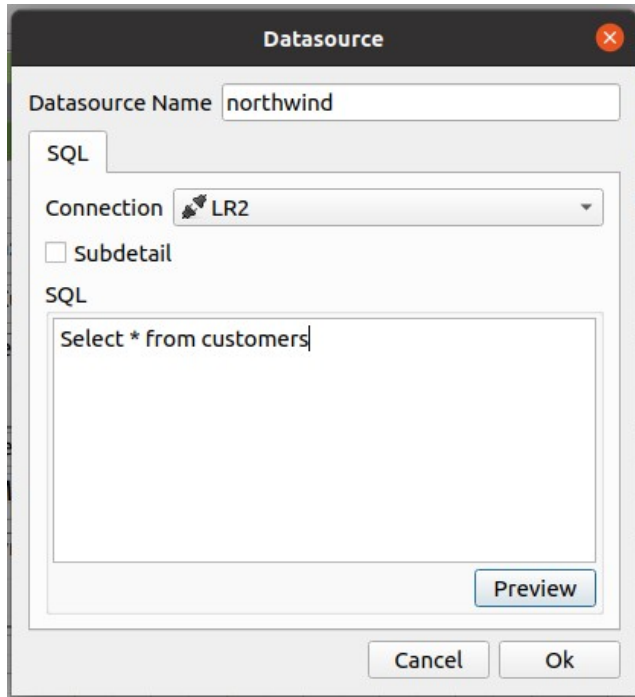 Datasource
Datasource Name northwind
SQL
Connection LR2
Subdetail
SQL
Select * from customers
Preview
Cancel Ok